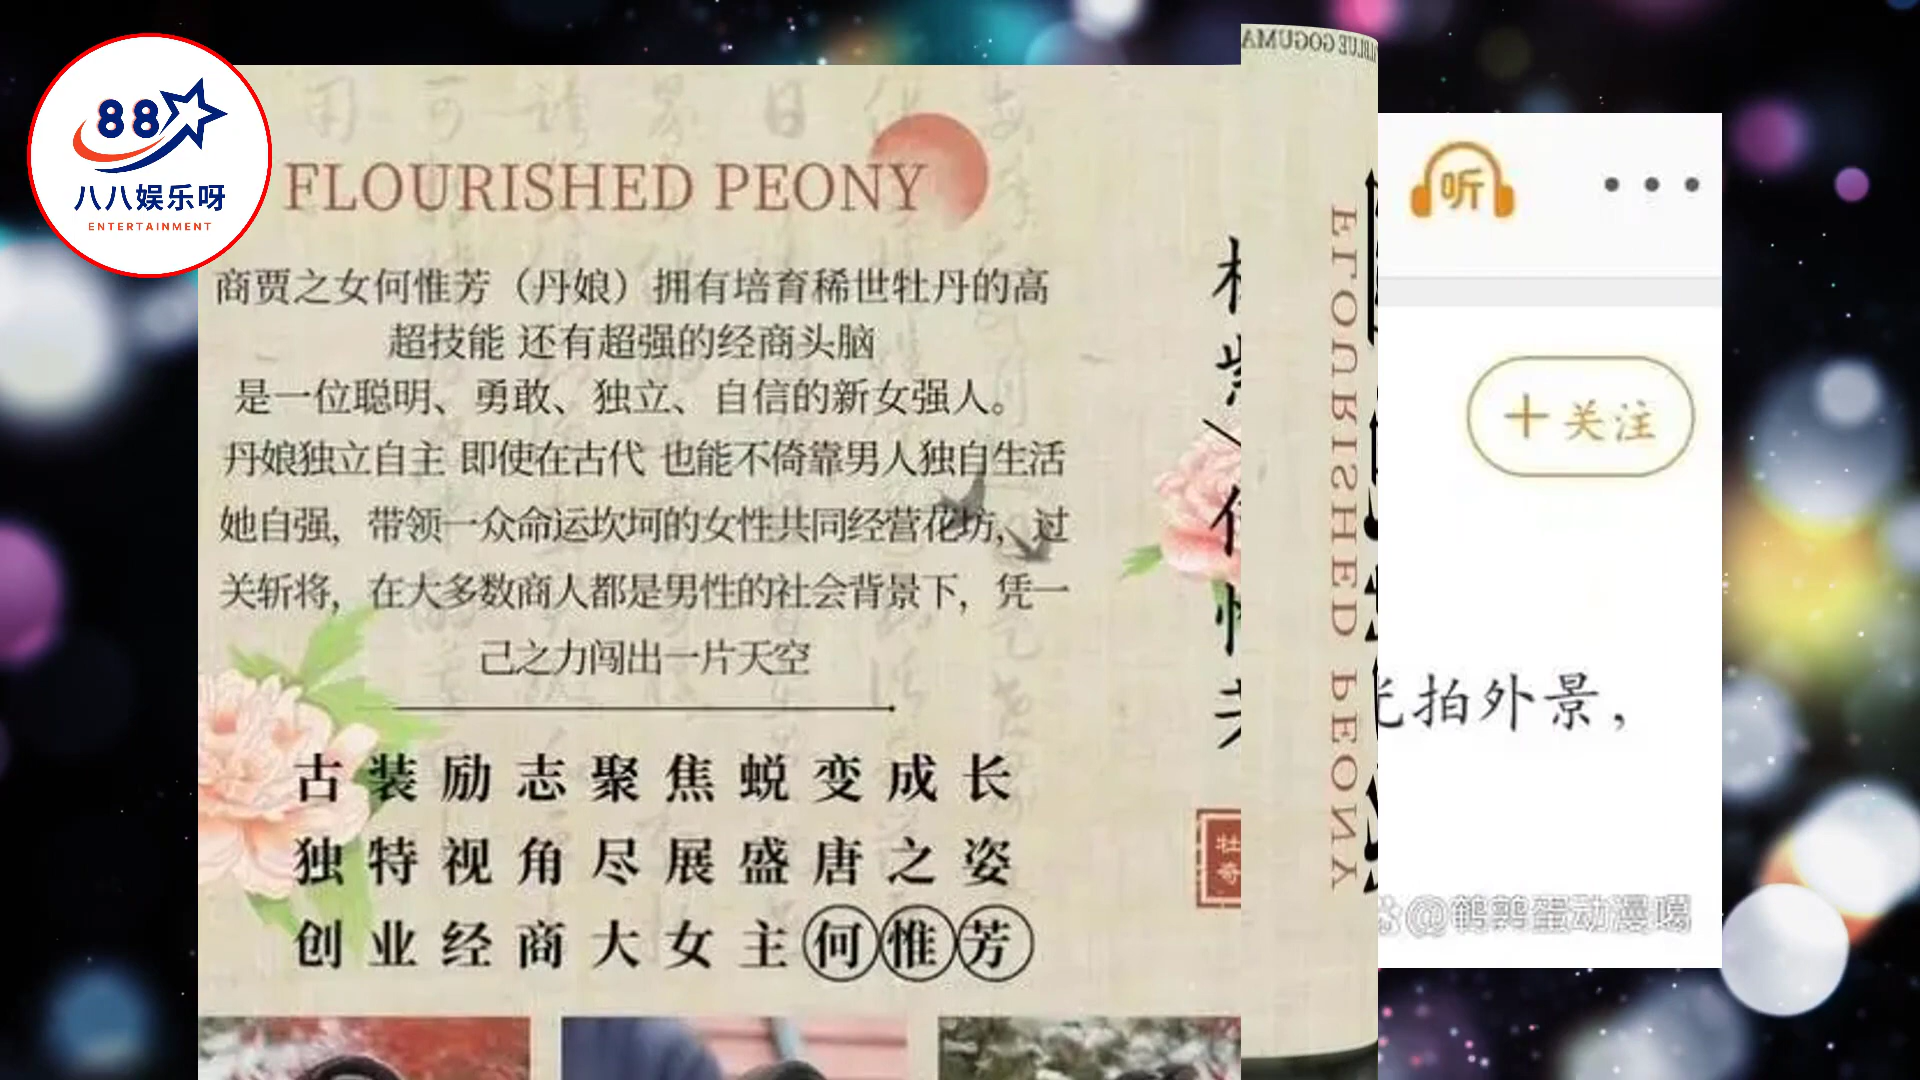 88
八八娱乐呀
ENTERTAINMENT
FLOURISHED PEONY
商贾之女何惟芳（丹娘）拥有培育稀世牡丹的高
超技能 还有超强的经商头脑
是一位聪明、勇敢、独立、自信的新女强人。
丹娘独立自主 即使在古代 也能不倚靠男人独自生活
她自强，带领一众命运坎坷的女性共同经营花坊，过
关斩将，在大多数商人都是男性的社会背景下，凭一
己之力闯出一片天空
古装励志聚焦蜕变成长
独特视角尽展盛唐之姿
创业经商大女主何惟芳
FLOURISHED PEONY
听
+关注
拍外景，
@鹌鹑蛋动漫噶